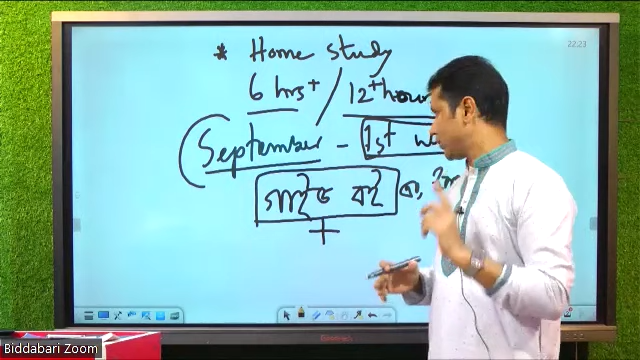 22:23
* Home study
6 hrs+ / 12+ hour
(September - 1st
গাইড বই
+
Biddabari Zoom